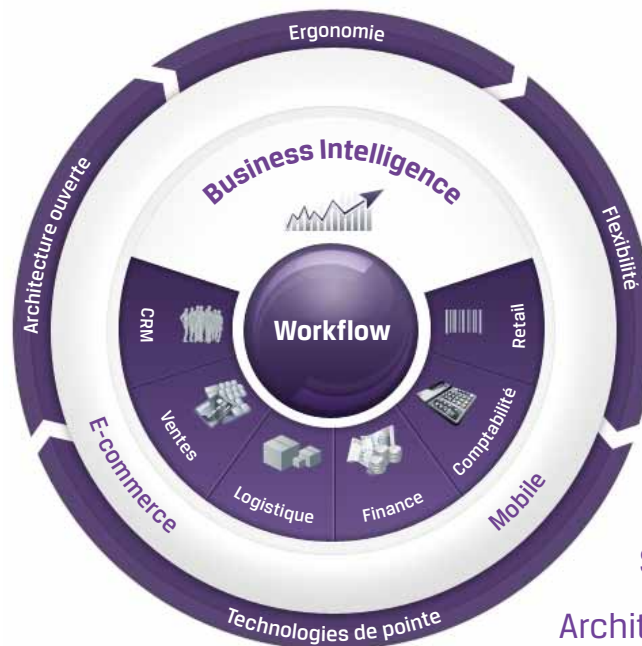 Ergonomie
Architecture ouverte
Flexibilité
Business Intelligence
Workflow
CRM
Retail
Ventes
Comptabilité
Logistique
Finance
E-commerce
Mobile
Technologies de pointe
S
Archit